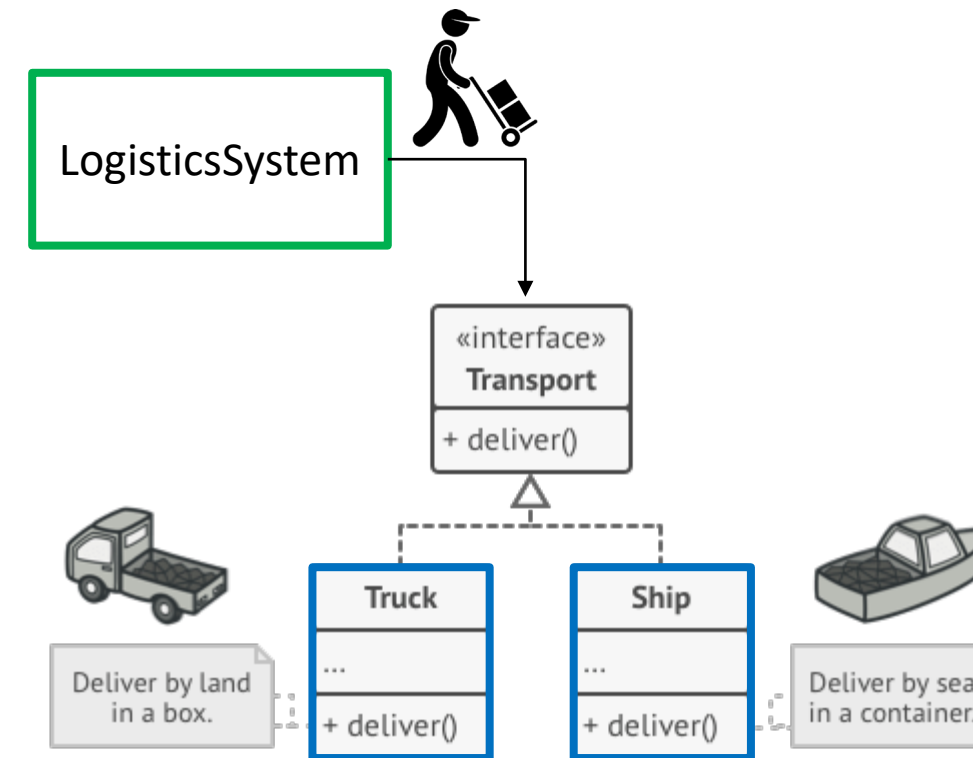 LogisticsSystem
«interface»
Transport
+ deliver()
Truck
...
+ deliver()
Ship
...
+ deliver()
Deliver by land
in a box.
Deliver by sea
in a container.